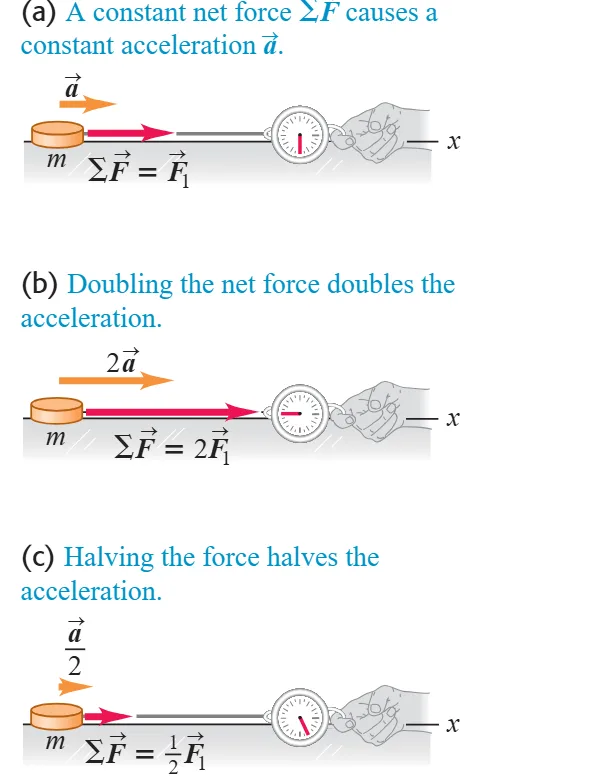 (a) A constant net force ΣF⃗ causes a
constant acceleration a⃗.
a⃗
x
m
ΣF⃗ = F⃗₁
(b) Doubling the net force doubles the
acceleration.
2a⃗
x
m
ΣF⃗ = 2F⃗₁
(c) Halving the force halves the
acceleration.
a⃗
2
x
m
ΣF⃗ = ½F⃗₁